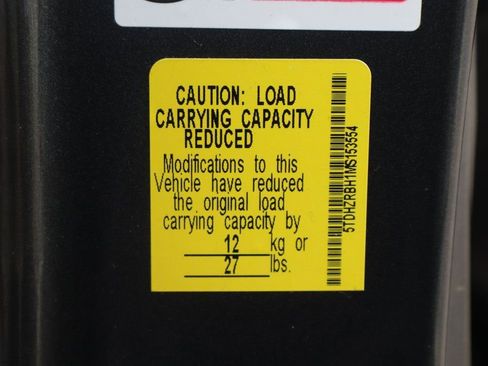 CAUTION: LOAD
CARRYING CAPACITY
REDUCED
Modifications to this
Vehicle have reduced
the original load
carrying capacity by
12 kg or
27 lbs.
5TDHZRBH1MS153554